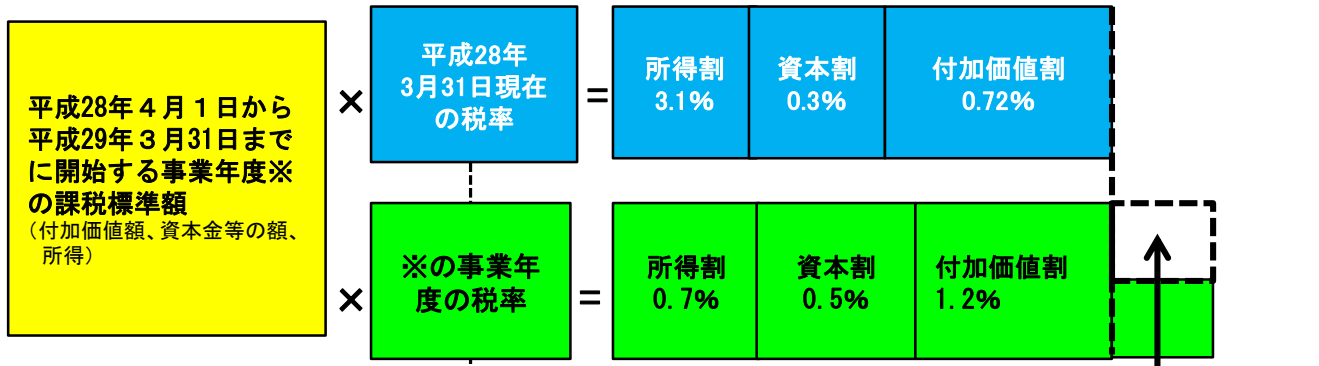 平成28年４月１日から
平成29年３月31日まで
に開始する事業年度※
の課税標準額
（付加価値額、資本金等の額、
所得）
×
平成28年
3月31日現在
の税率
＝
所得割
3.1%
資本割
0.3%
付加価値割
0.72%
×
※の事業年
度の税率
＝
所得割
0.7%
資本割
0.5%
付加価値割
1.2%